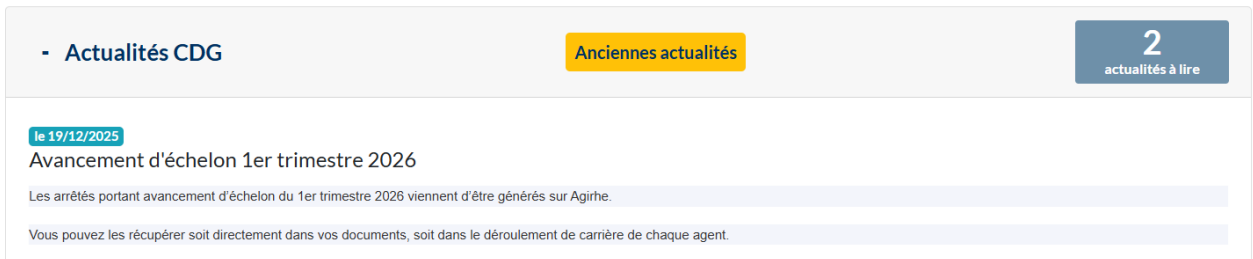 - Actualités CDG
Anciennes actualités
2
actualités à lire
le 19/12/2025
Avancement d'échelon 1er trimestre 2026
Les arrêtés portant avancement d'échelon du 1er trimestre 2026 viennent d'être générés sur Agirhe.
Vous pouvez les récupérer soit directement dans vos documents, soit dans le déroulement de carrière de chaque agent.